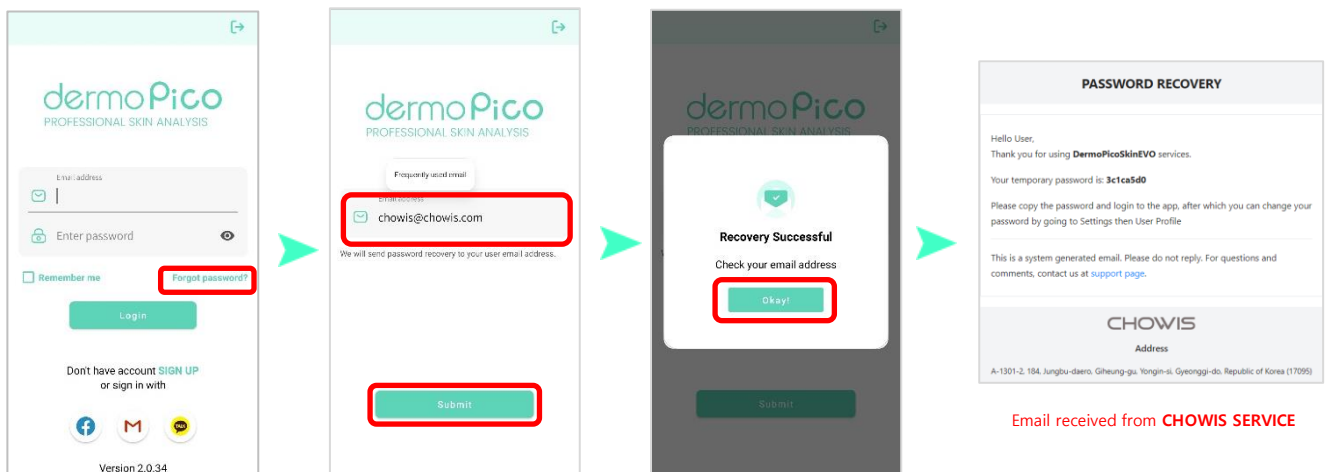 dermoPico
PROFESSIONAL SKIN ANALYSIS
Email address
Enter password
Remember me
Forgot password?
Login
Don't have account SIGN UP
or sign in with
TALK
Version 2.0.34
dermoPico
PROFESSIONAL SKIN ANALYSIS
Frequently used email
Email address
chowis@chowis.com
We will send password recovery to your user email address.
Submit
dermoPico
PROFESSIONAL SKIN ANALYSIS
Recovery Successful
Check your email address
Okay!
Submit
PASSWORD RECOVERY
Hello User,
Thank you for using DermoPicoSkinEVO services.
Your temporary password is: 3c1ca5d0
Please copy the password and login to the app, after which you can change your
password by going to Settings then User Profile
This is a system generated email. Please do not reply. For questions and
comments, contact us at support page.
CHOWIS
Address
A-1301-2, 184, Jungbu-daero, Giheung-gu, Yongin-si, Gyeonggi-do, Republic of Korea (17095)
Email received from CHOWIS SERVICE